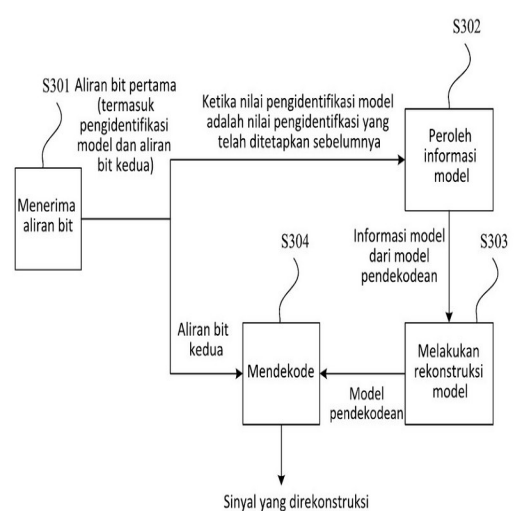 S302
S301 Aliran bit pertama
(termasuk
pengidentifikasi
model dan aliran
bit kedua)
Ketika nilai pengidentifikasi model
adalah nilai pengidentifkasi yang
telah ditetapkan sebelumnya
Peroleh
informasi
model
Menerima
aliran bit
S304
Informasi model
dari model
pendekodean
S303
Aliran bit
kedua
Mendekode
Melakukan
rekonstruksi
model
Model
pendekodean
Sinyal yang direkonstruksi